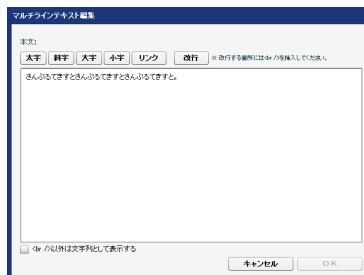 マルチラインテキスト編集
本文:
太字 斜字 大字 小字 リンク 改行 ※ 改行する箇所には<br />を挿入してください。
さんぷるてきすとさんぷるてきすとさんぷるてきすと。
<br />以外は文字列として表示する
キャンセル OK